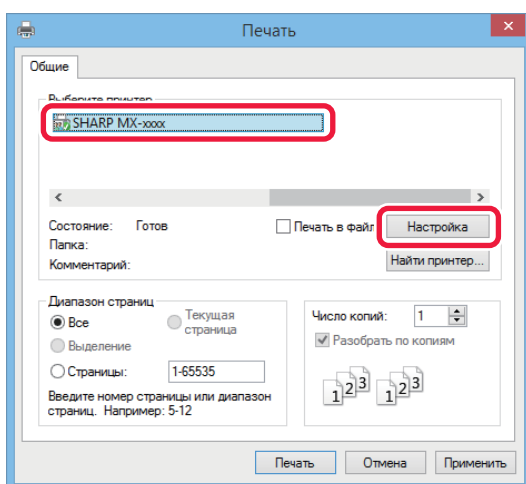 Печать
Общие
Выберите принтер
SHARP MX-xxxx
Состояние: Готов
Печать в файл
Настройка
Папка:
Комментарий:
Найти принтер...
Диапазон страниц
Все
Текущая страница
Выделение
Страницы: 1-65535
Введите номер страницы или диапазон
страниц. Например: 5-12
Число копий: 1
Разобрать по копиям
1 2 3 1 2 3
Печать Отмена Применить